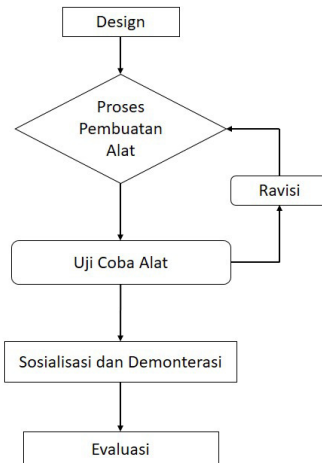 Design
Proses
Pembuatan
Alat
Ravisi
Uji Coba Alat
Sosialisasi dan Demonterasi
Evaluasi